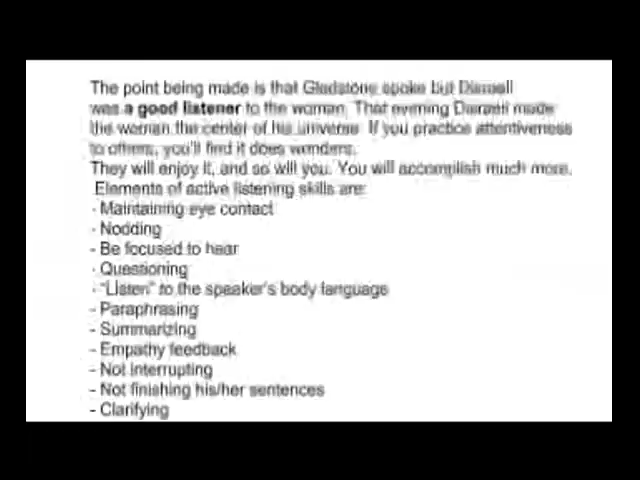 The point being made is that Gladstone spoke but Disraeli
was a good listener to the woman. That evening Disraeli made
the woman the center of his universe. If you practice attentiveness
to others, you'll find it does wonders.
They will enjoy it, and so will you. You will accomplish much more.
Elements of active listening skills are:
- Maintaining eye contact
- Nodding
- Be focused to hear
- Questioning
- "Listen" to the speaker's body language
- Paraphrasing
- Summarizing
- Empathy feedback
- Not interrupting
- Not finishing his/her sentences
- Clarifying